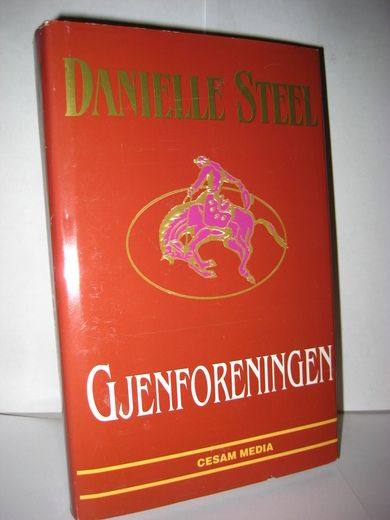 DANIELLE STEEL
GJENFORENINGEN
CESAM MEDIA